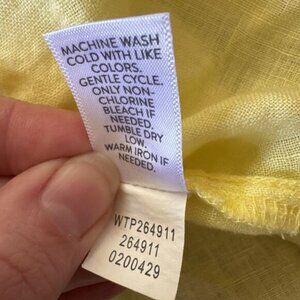 MACHINE WASH
COLD WITH LIKE
COLORS.
GENTLE CYCLE.
ONLY NON-
CHLORINE
BLEACH IF
NEEDED.
TUMBLE DRY
LOW.
WARM IRON IF
NEEDED.
WTP264911
264911
0200429